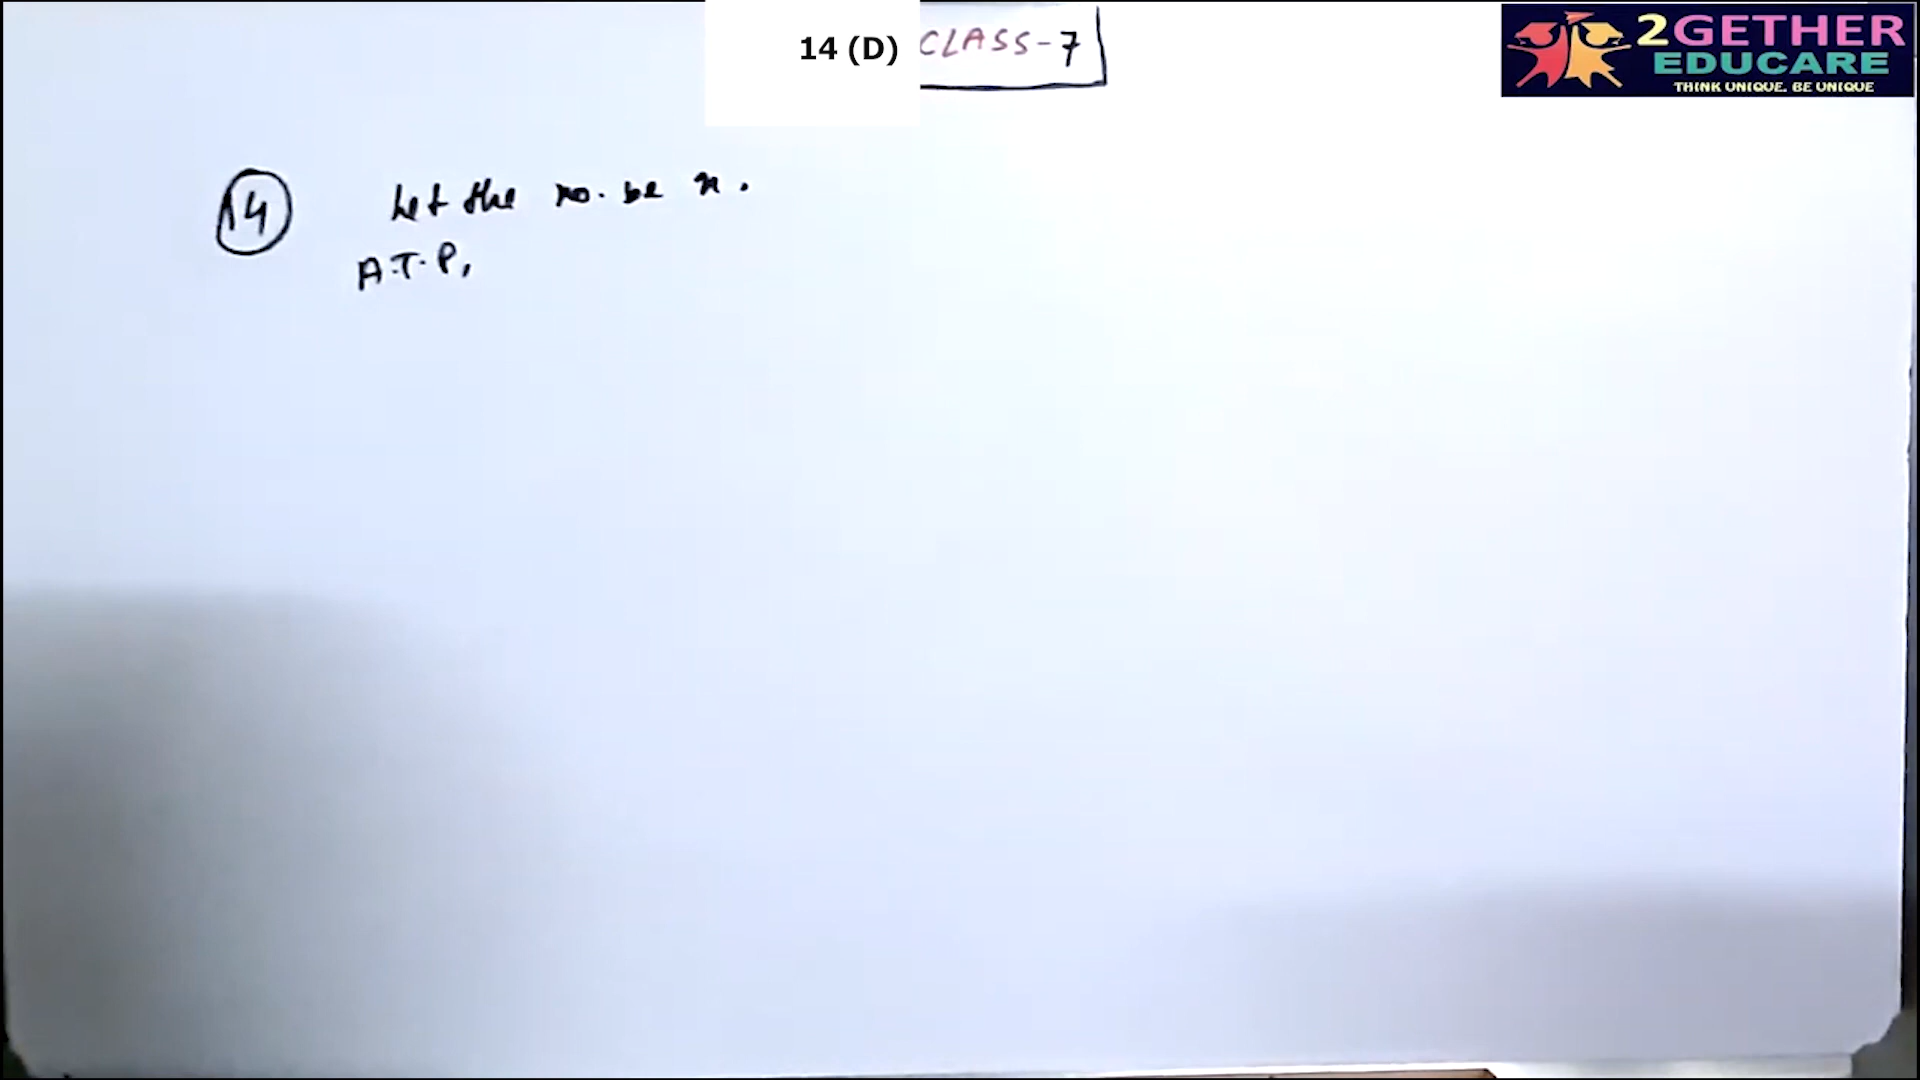 14 (D) CLASS-7
2GETHER
EDUCARE
THINK UNIQUE. BE UNIQUE
14 Let the no. be x.
A.T.P,